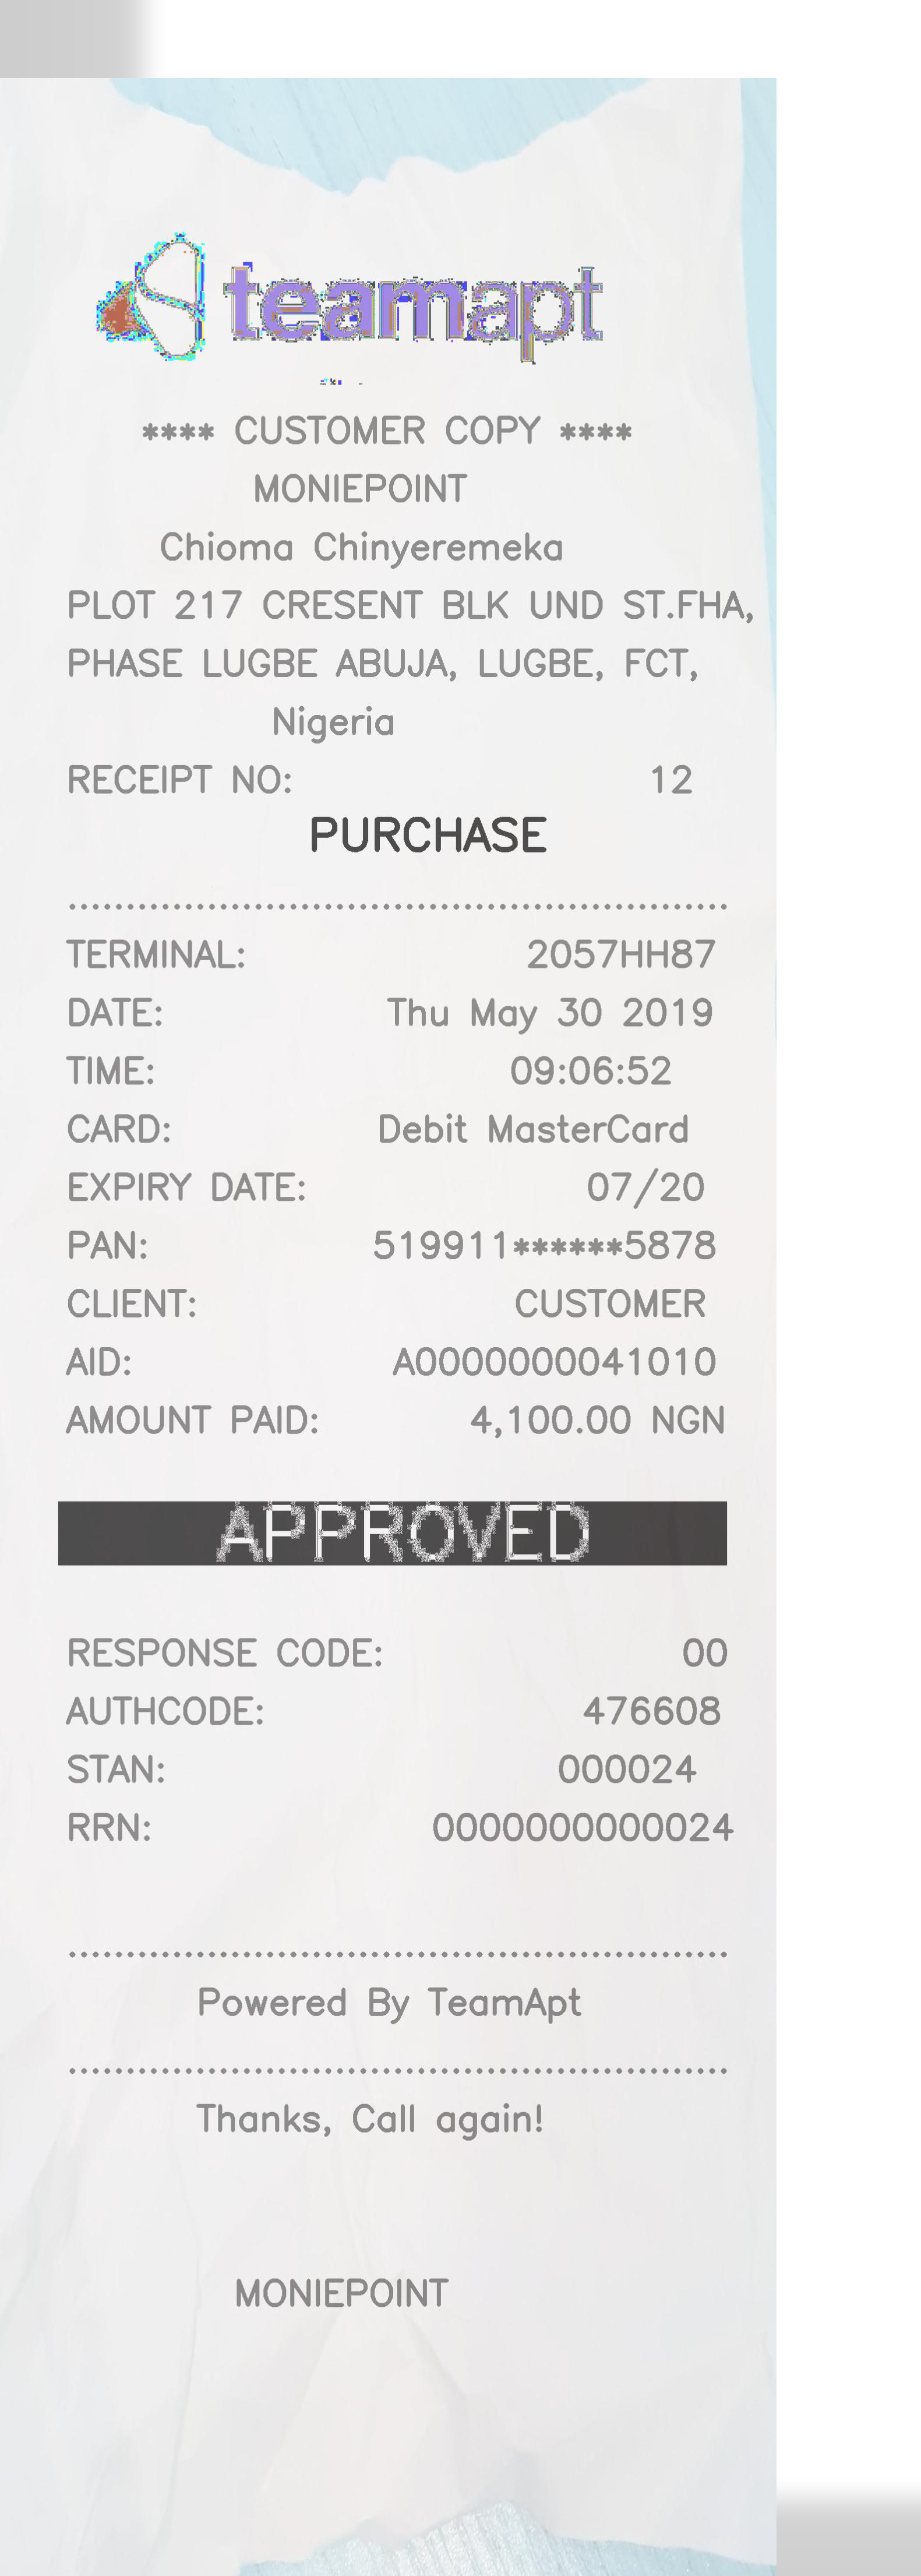 teamapt
**** CUSTOMER COPY ****
MONIEPOINT
Chioma Chinyeremeka
PLOT 217 CRESENT BLK UND ST.FHA,
PHASE LUGBE ABUJA, LUGBE, FCT,
Nigeria
RECEIPT NO: 12
PURCHASE
TERMINAL: 2057HH87
DATE: Thu May 30 2019
TIME: 09:06:52
CARD: Debit MasterCard
EXPIRY DATE: 07/20
PAN: 519911******5878
CLIENT: CUSTOMER
AID: A0000000041010
AMOUNT PAID: 4,100.00 NGN
APPROVED
RESPONSE CODE: 00
AUTHCODE: 476608
STAN: 000024
RRN: 0000000000024
Powered By TeamApt
Thanks, Call again!
MONIEPOINT